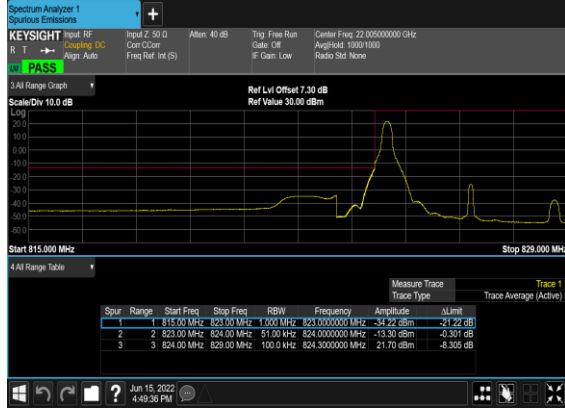 Spectrum Analyzer 1
Spurious Emissions
KEYSIGHT Input: RF Input Z: 50 Ω Atten: 40 dB Trig: Free Run Center Freq: 22.005000000 GHz
R T Coupling: DC Corr CCorr Gate: Off Avg|Hold: 1000/1000
Align: Auto Freq Ref: Int (S) IF Gain: Low Radio Std: None
PASS
3 All Range Graph
Ref Lvl Offset 7.30 dB
Scale/Div 10.0 dB Ref Value 30.00 dBm
Log
20.0
10.0
0.00
-10.0
-20.0
-30.0
-40.0
-50.0
-60.0
Start 815.000 MHz Stop 829.000 MHz
4 All Range Table
Measure Trace Trace 1
Trace Type Trace Average (Active)
Spur Range Start Freq Stop Freq RBW Frequency Amplitude ΔLimit
1 1 815.00 MHz 823.00 MHz 1.000 MHz 823.0000000 MHz -34.22 dBm -21.22 dB
2 2 823.00 MHz 824.00 MHz 51.00 kHz 824.0000000 MHz -13.30 dBm -0.301 dB
3 3 824.00 MHz 829.00 MHz 100.0 kHz 824.3000000 MHz 21.70 dBm -8.305 dB
?
Jun 15, 2022
4:49:36 PM